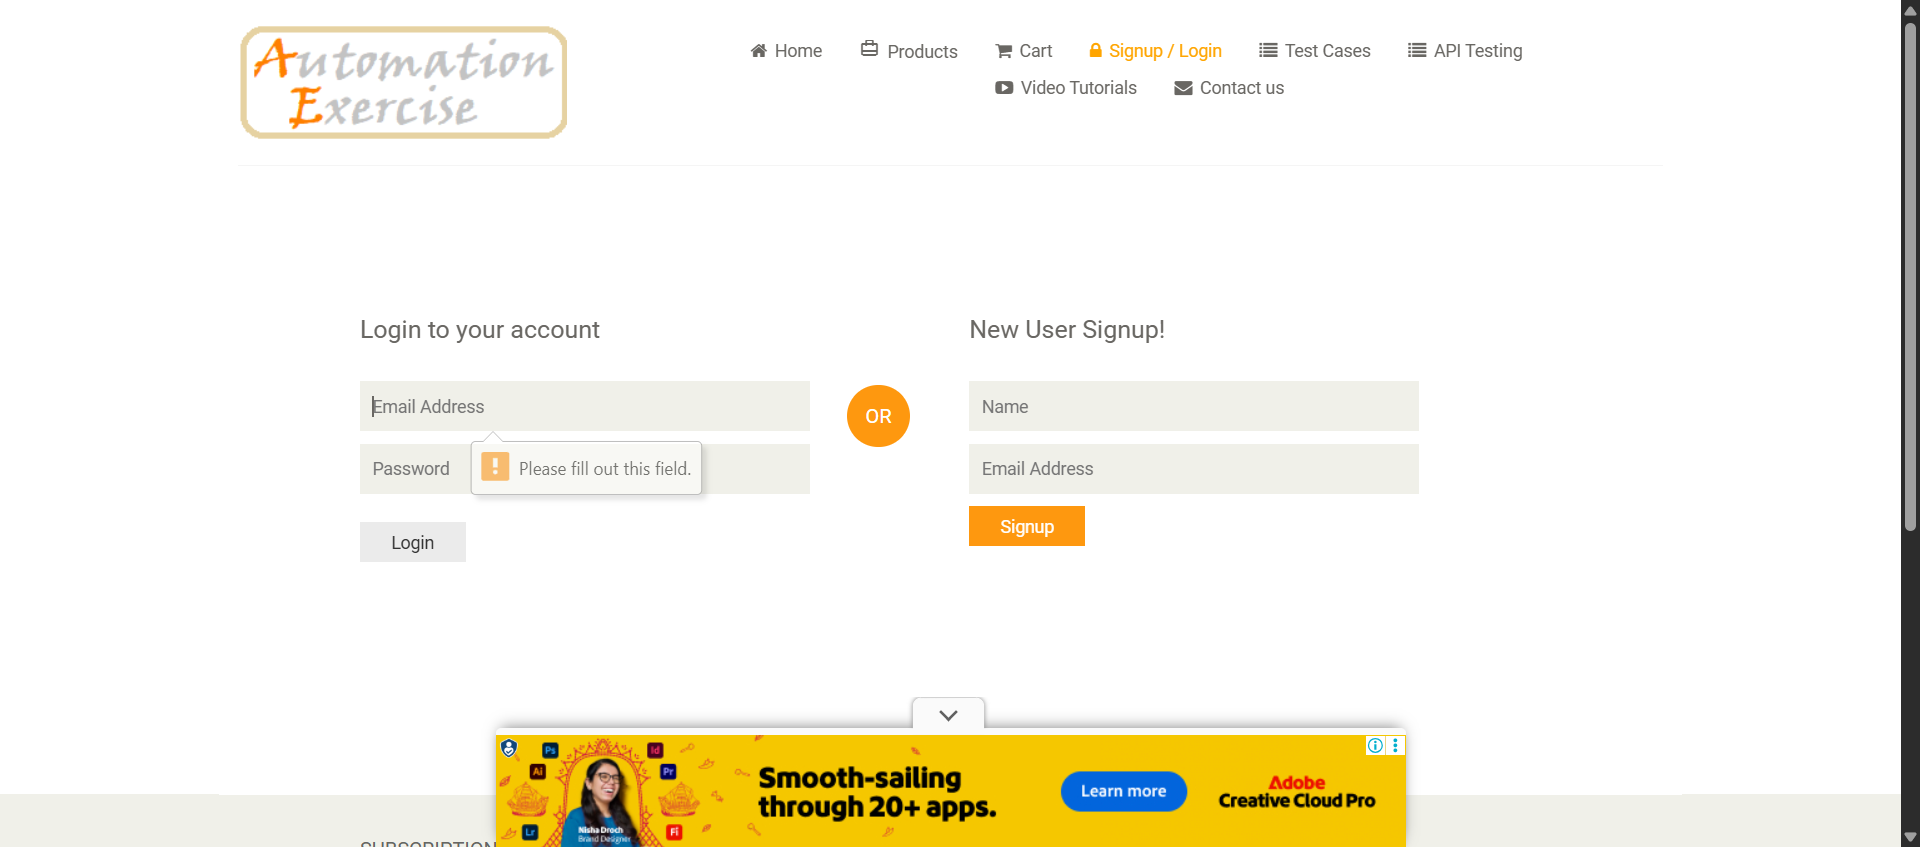 Automation
Exercise
Home
Products
Cart
Signup / Login
Test Cases
API Testing
Video Tutorials
Contact us
Login to your account
Email Address
Password
Please fill out this field.
Login
OR
New User Signup!
Name
Email Address
Signup
Ps
Id
Ai
Pr
Lr
Fi
Nisha Droch
Brand Designer
Smooth-sailing
through 20+ apps.
Learn more
Adobe
Creative Cloud Pro
SUBSCRIPTION